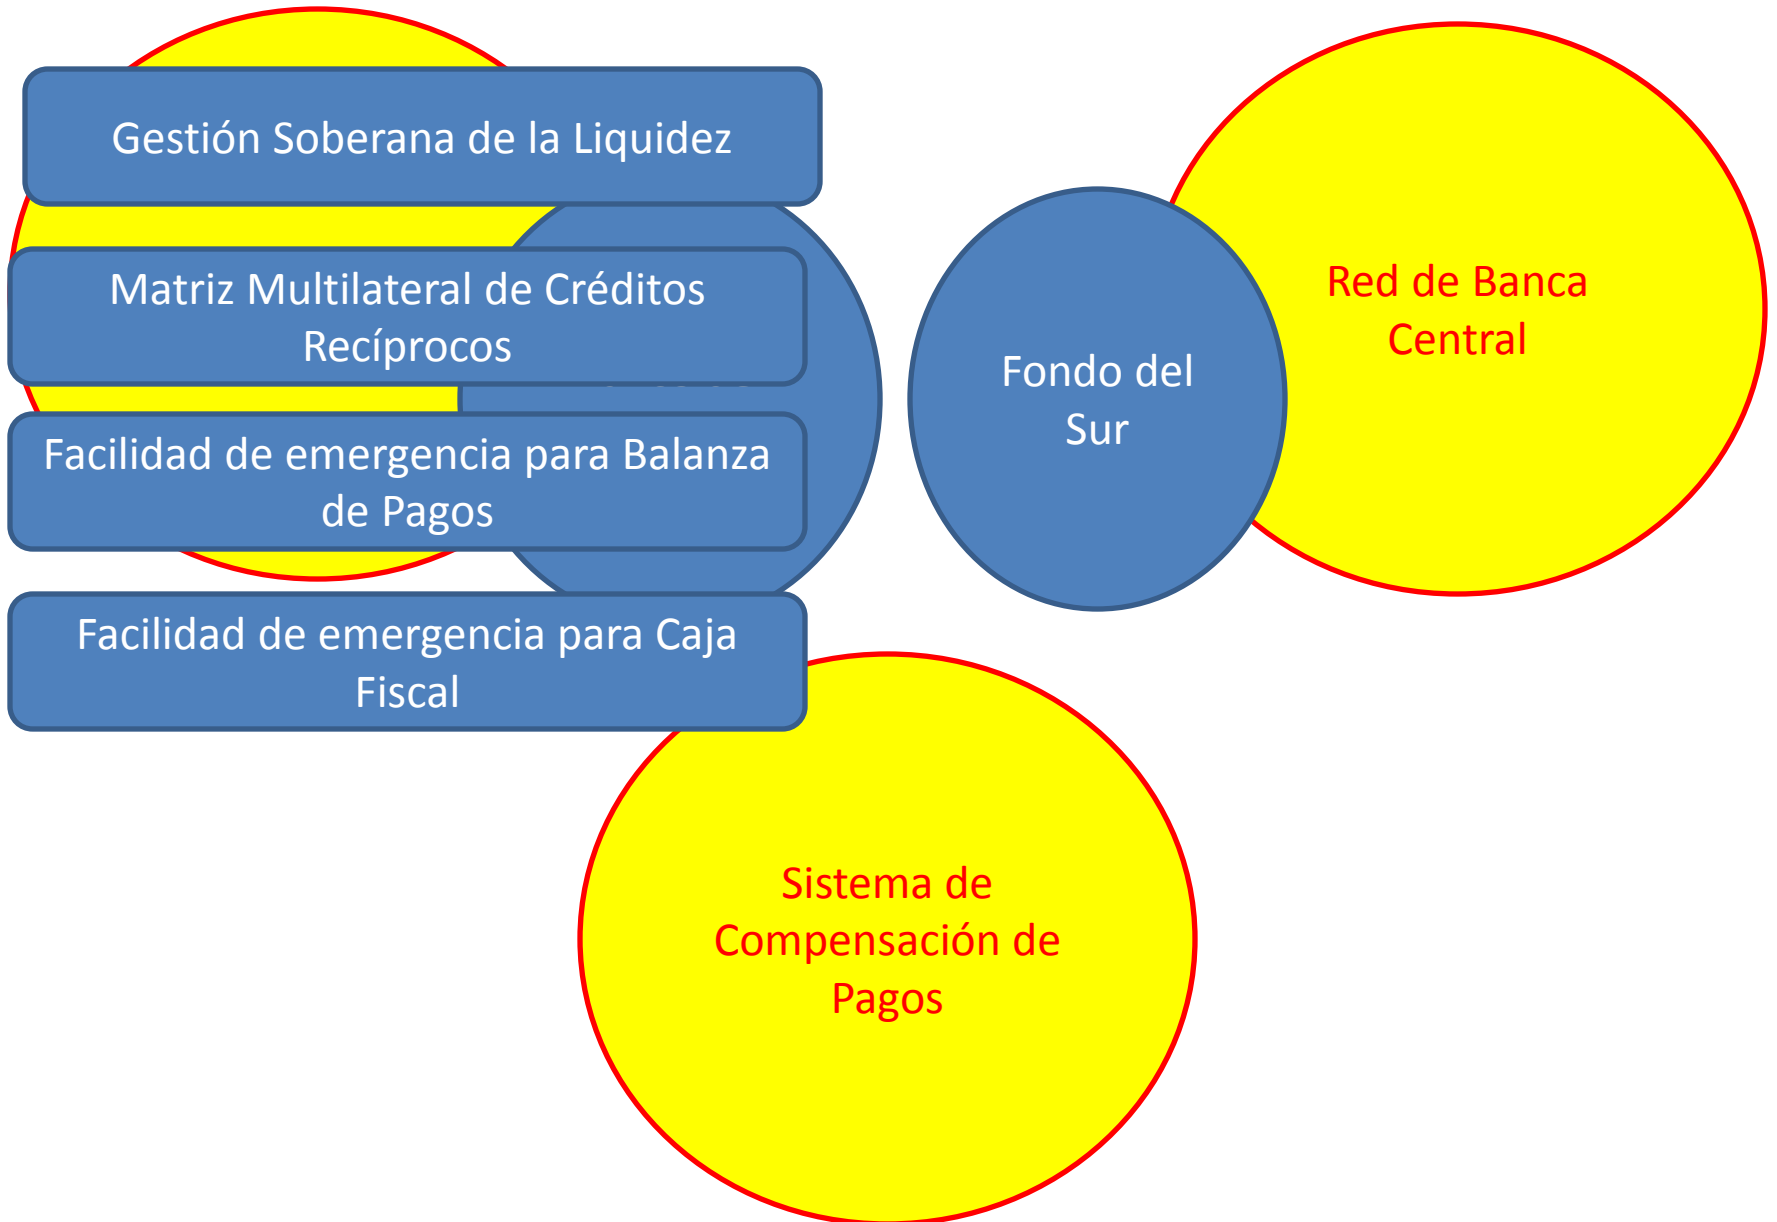 Gestión Soberana de la Liquidez
Matriz Multilateral de Créditos
Recíprocos
Facilidad de emergencia para Balanza
de Pagos
Facilidad de emergencia para Caja
Fiscal
Fondo del
Sur
Red de Banca
Central
Sistema de
Compensación de
Pagos